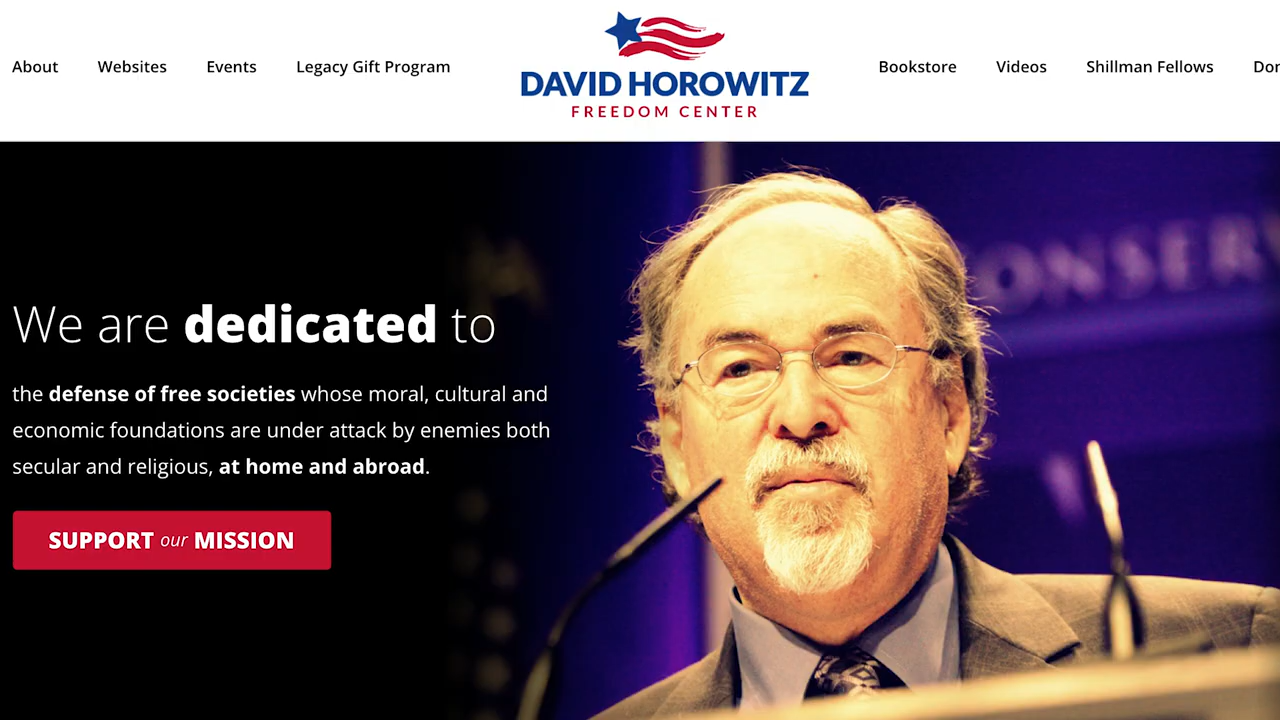 About Websites Events Legacy Gift Program
DAVID HOROWITZ
FREEDOM CENTER
Bookstore Videos Shillman Fellows
We are dedicated to
the defense of free societies whose moral, cultural and
economic foundations are under attack by enemies both
secular and religious, at home and abroad.
SUPPORT our MISSION